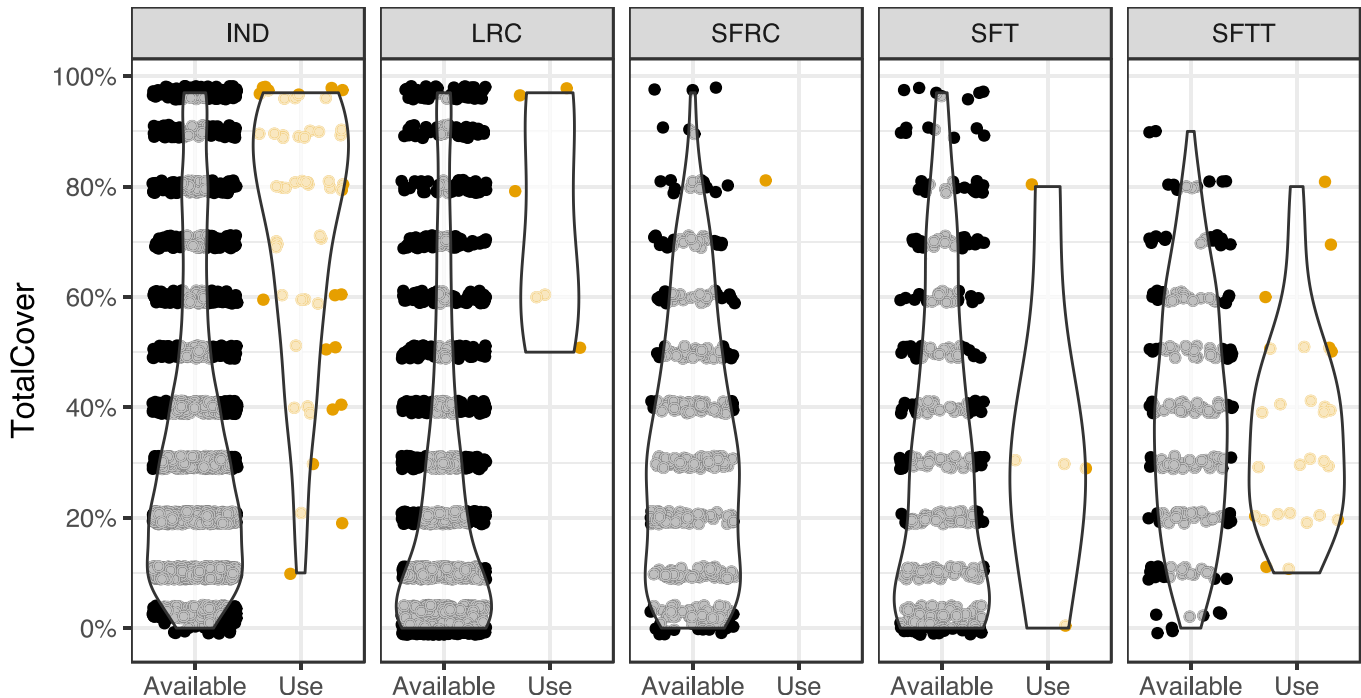 IND LRC SFRC SFT SFTT
100%
80%
60%
40%
20%
0%
TotalCover
Available Use Available Use Available Use Available Use Available Use